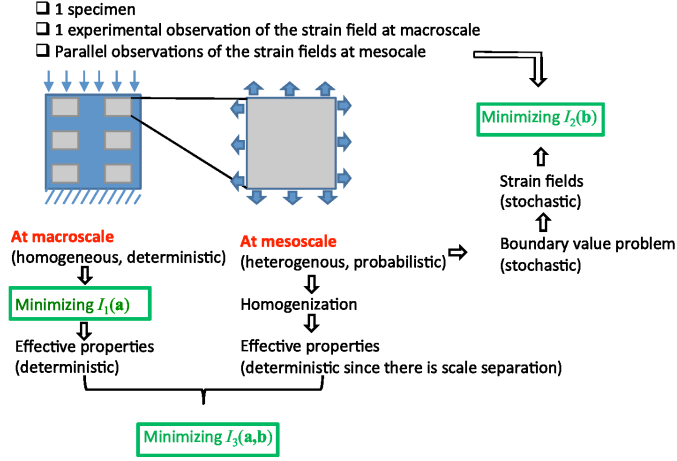 1 specimen
1 experimental observation of the strain field at macroscale
Parallel observations of the strain fields at mesocale
Minimizing I₂(b)
Strain fields
(stochastic)
Boundary value problem
(stochastic)
At macroscale
(homogeneous, deterministic)
Minimizing I₁(a)
Effective properties
(deterministic)
At mesoscale
(heterogenous, probabilistic)
Homogenization
Effective properties
(deterministic since there is scale separation)
Minimizing I₃(a,b)